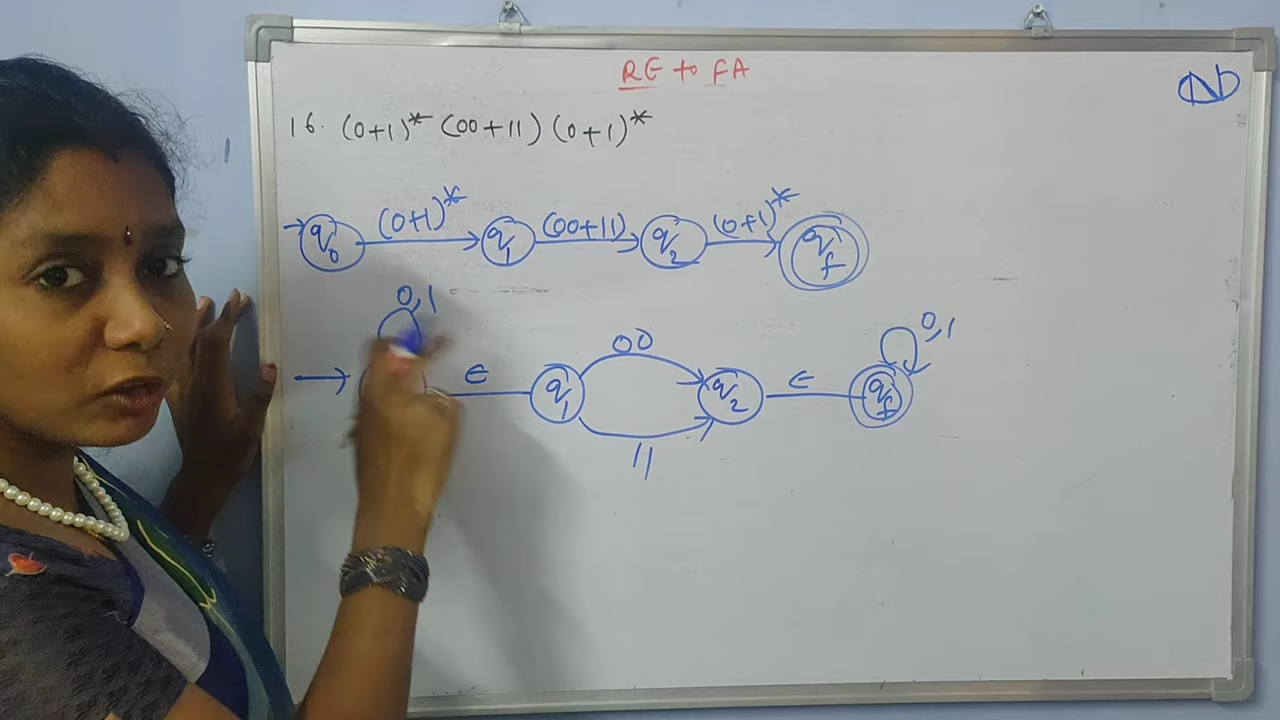 RE to FA
16. (0+1)* (00+11) (0+1)*
q0 (0+1)* q1 (00+11) q2 (0+1)* qf
0,1 00 0,1
ϵ q1 q2 ϵ qf
11